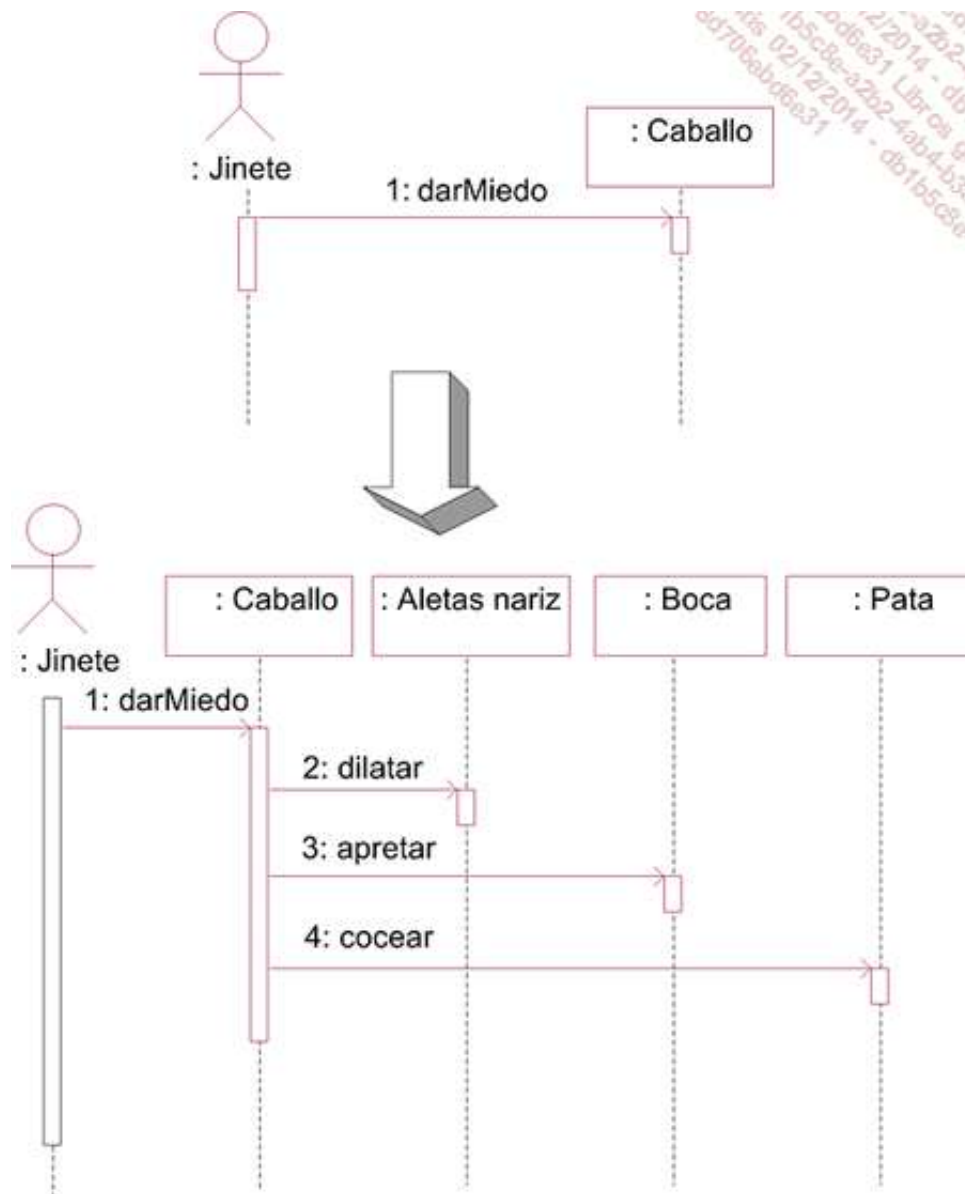 : Jinete
: Caballo
1: darMiedo
: Jinete
: Caballo
: Aletas nariz
: Boca
: Pata
1: darMiedo
2: dilatar
3: apretar
4: cocear